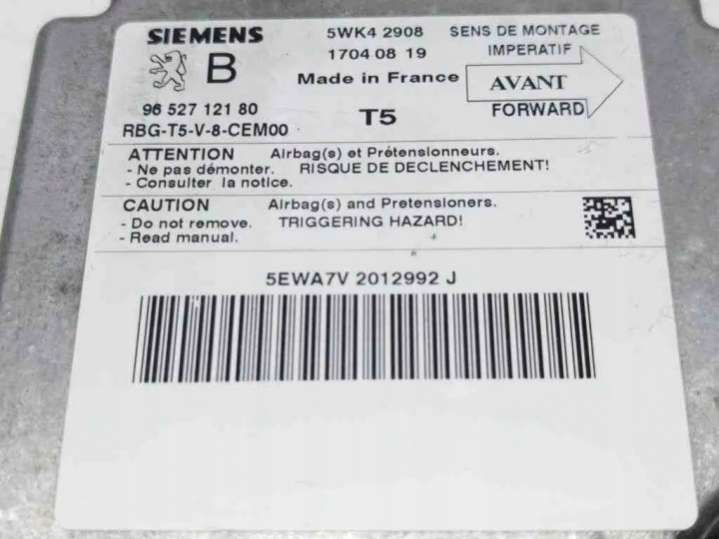 SIEMENS 5WK4 2908 SENS DE MONTAGE
B 1704 08 19 IMPERATIF
Made in France AVANT
96 527 121 80 T5 FORWARD
RBG-T5-V-8-CEM00
ATTENTION Airbag(s) et Prétensionneurs.
- Ne pas démonter. RISQUE DE DECLENCHEMENT!
- Consulter la notice.
CAUTION Airbag(s) and Pretensioners.
- Do not remove. TRIGGERING HAZARD!
- Read manual.
5EWA7V 2012992 J